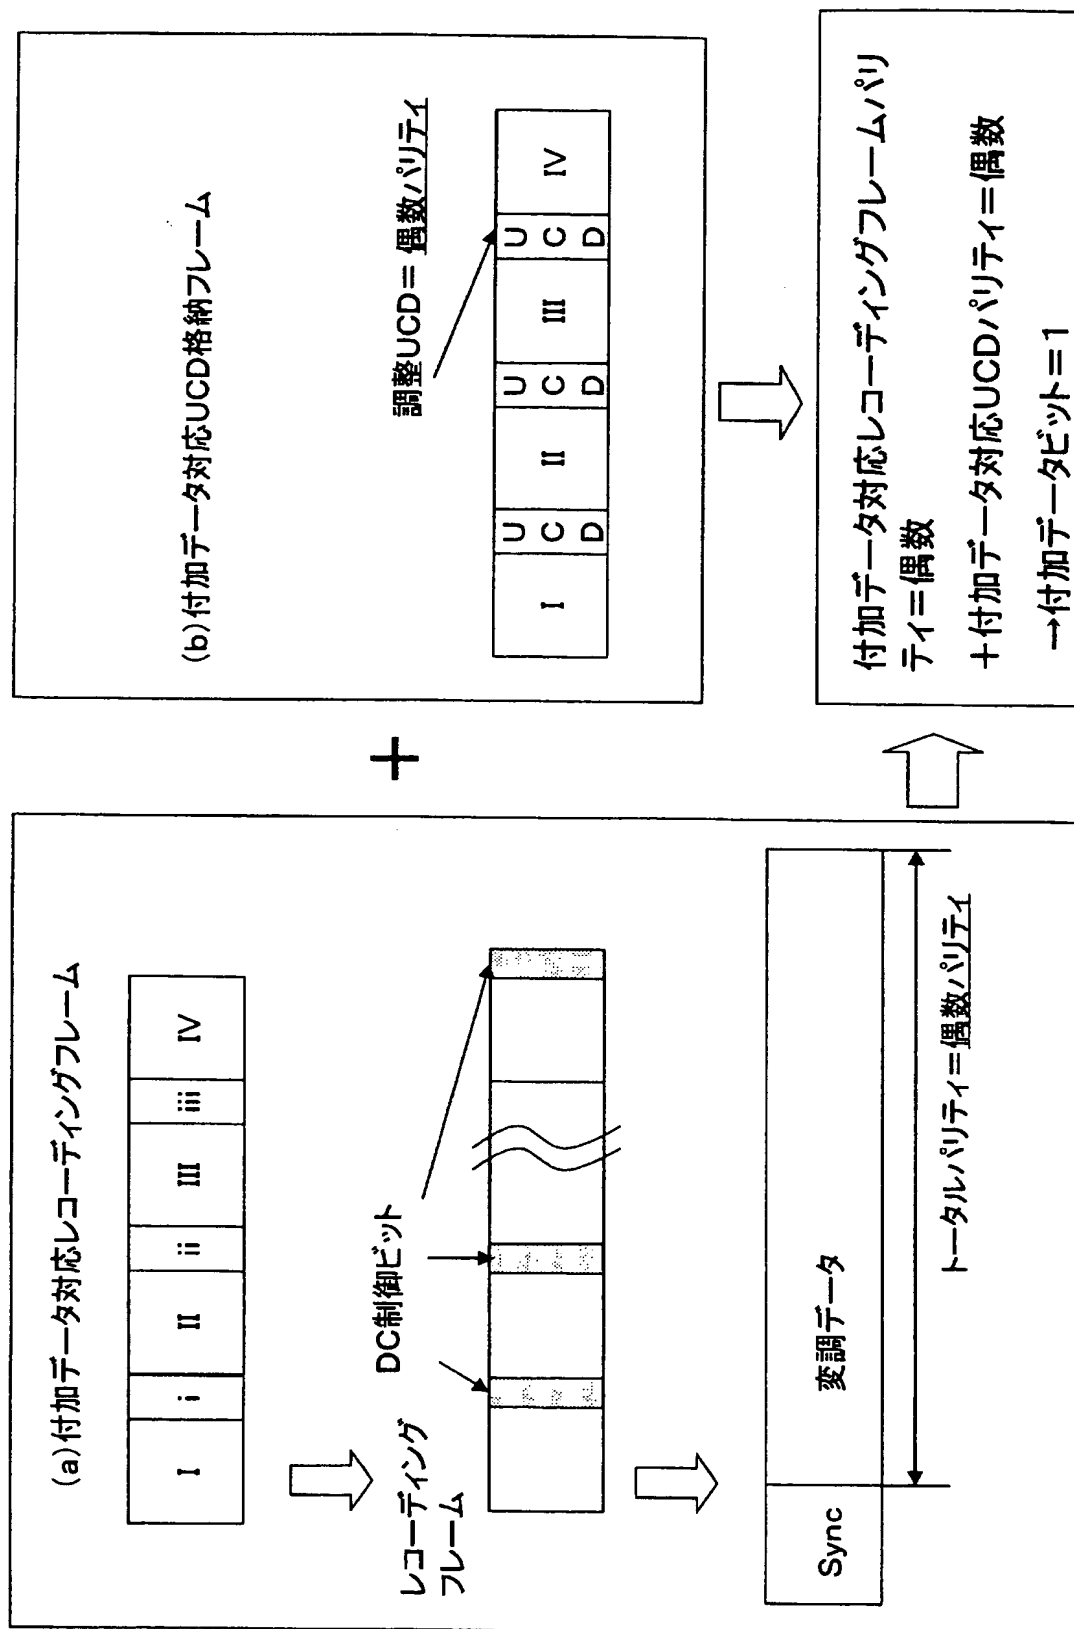 (a)付加データ対応レコーディングフレーム
I i II ii III iii IV
レコーディング
フレーム
DC制御ビット
Sync 変調データ
トータルパリティ=偶数パリティ
+
(b)付加データ対応UCD格納フレーム
調整UCD=偶数パリティ
I UCD II UCD III UCD IV
付加データ対応レコーディングフレームパリ
ティ=偶数
+付加データ対応UCDパリティ=偶数
→付加データビット=1